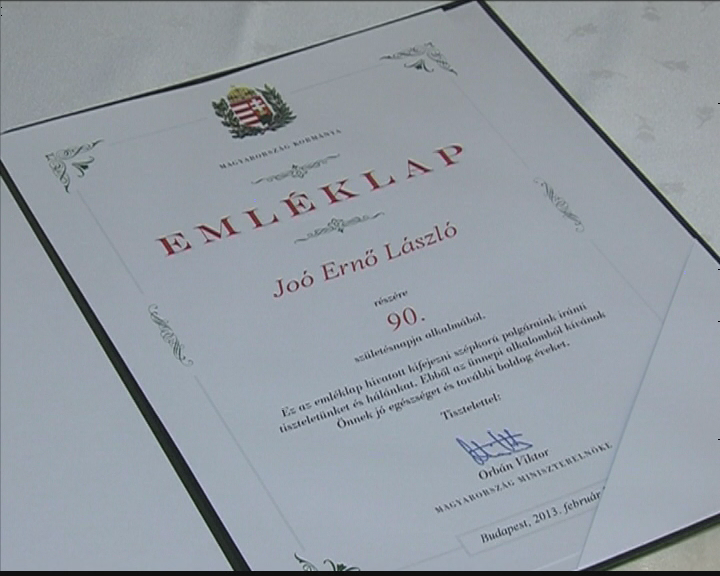 MAGYARORSZÁG KORMÁNYA
EMLÉKLAP
Joó Ernő László
részére
90.
születésnapja alkalmából.
Ez az emléklap hivatott kifejezni szépkorú polgáraink iránti
tiszteletünket és hálánkat. Ebből az ünnepi alkalomból kívánok
Önnek jó egészséget és további boldog éveket.
Tisztelettel:
Orbán Viktor
MAGYARORSZÁG MINISZTERELNÖKE
Budapest, 2013. február